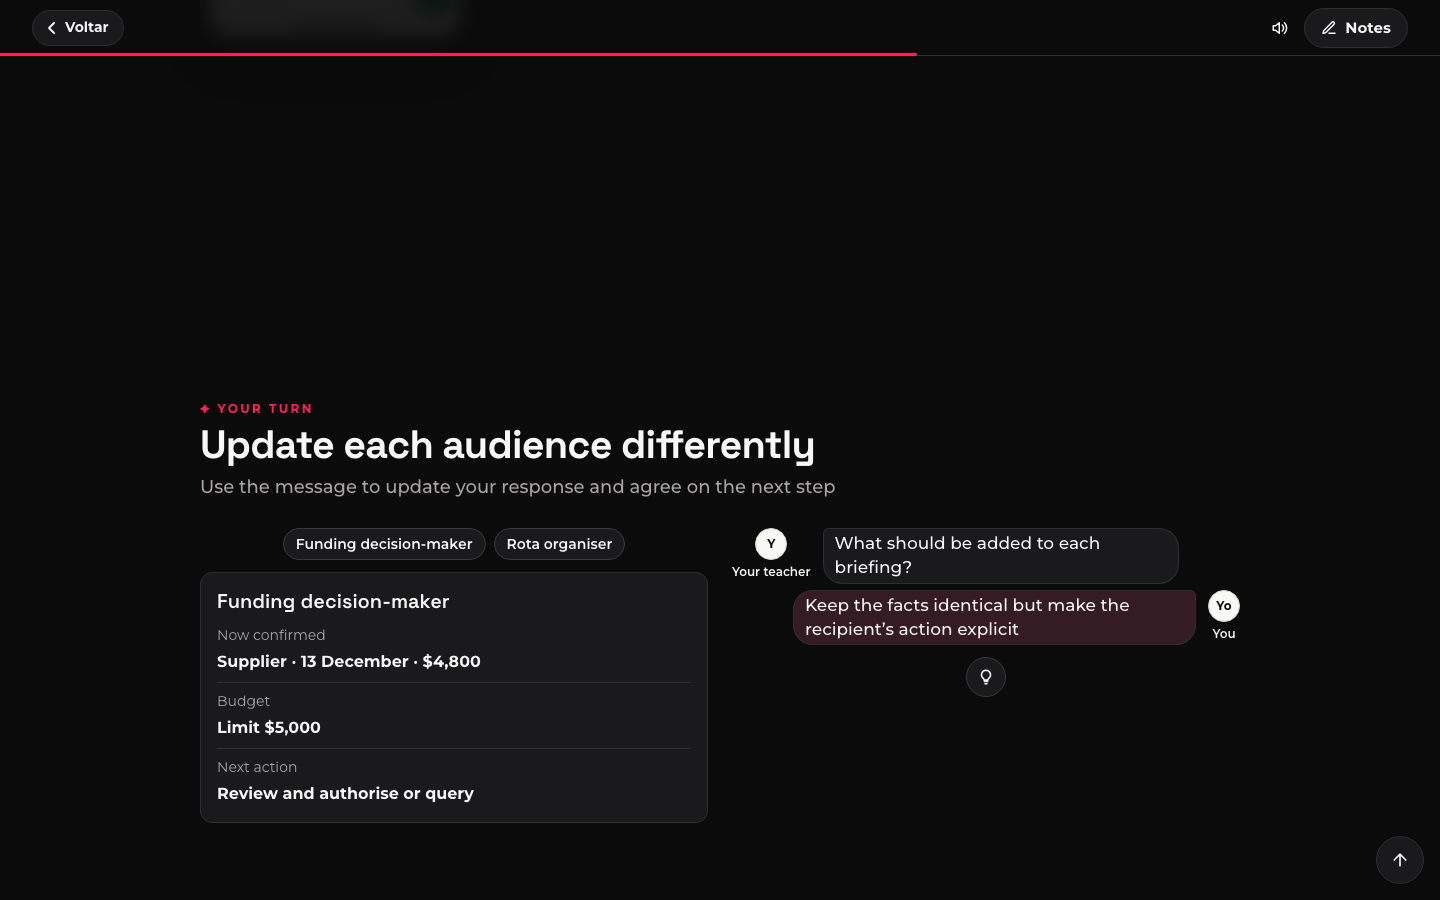 Voltar
Notes
✦ YOUR TURN
Update each audience differently
Use the message to update your response and agree on the next step
Funding decision-maker
Rota organiser
Funding decision-maker
Now confirmed
Supplier · 13 December · $4,800
Budget
Limit $5,000
Next action
Review and authorise or query
Y
Your teacher
What should be added to each
briefing?
Keep the facts identical but make the
recipient’s action explicit
Yo
You